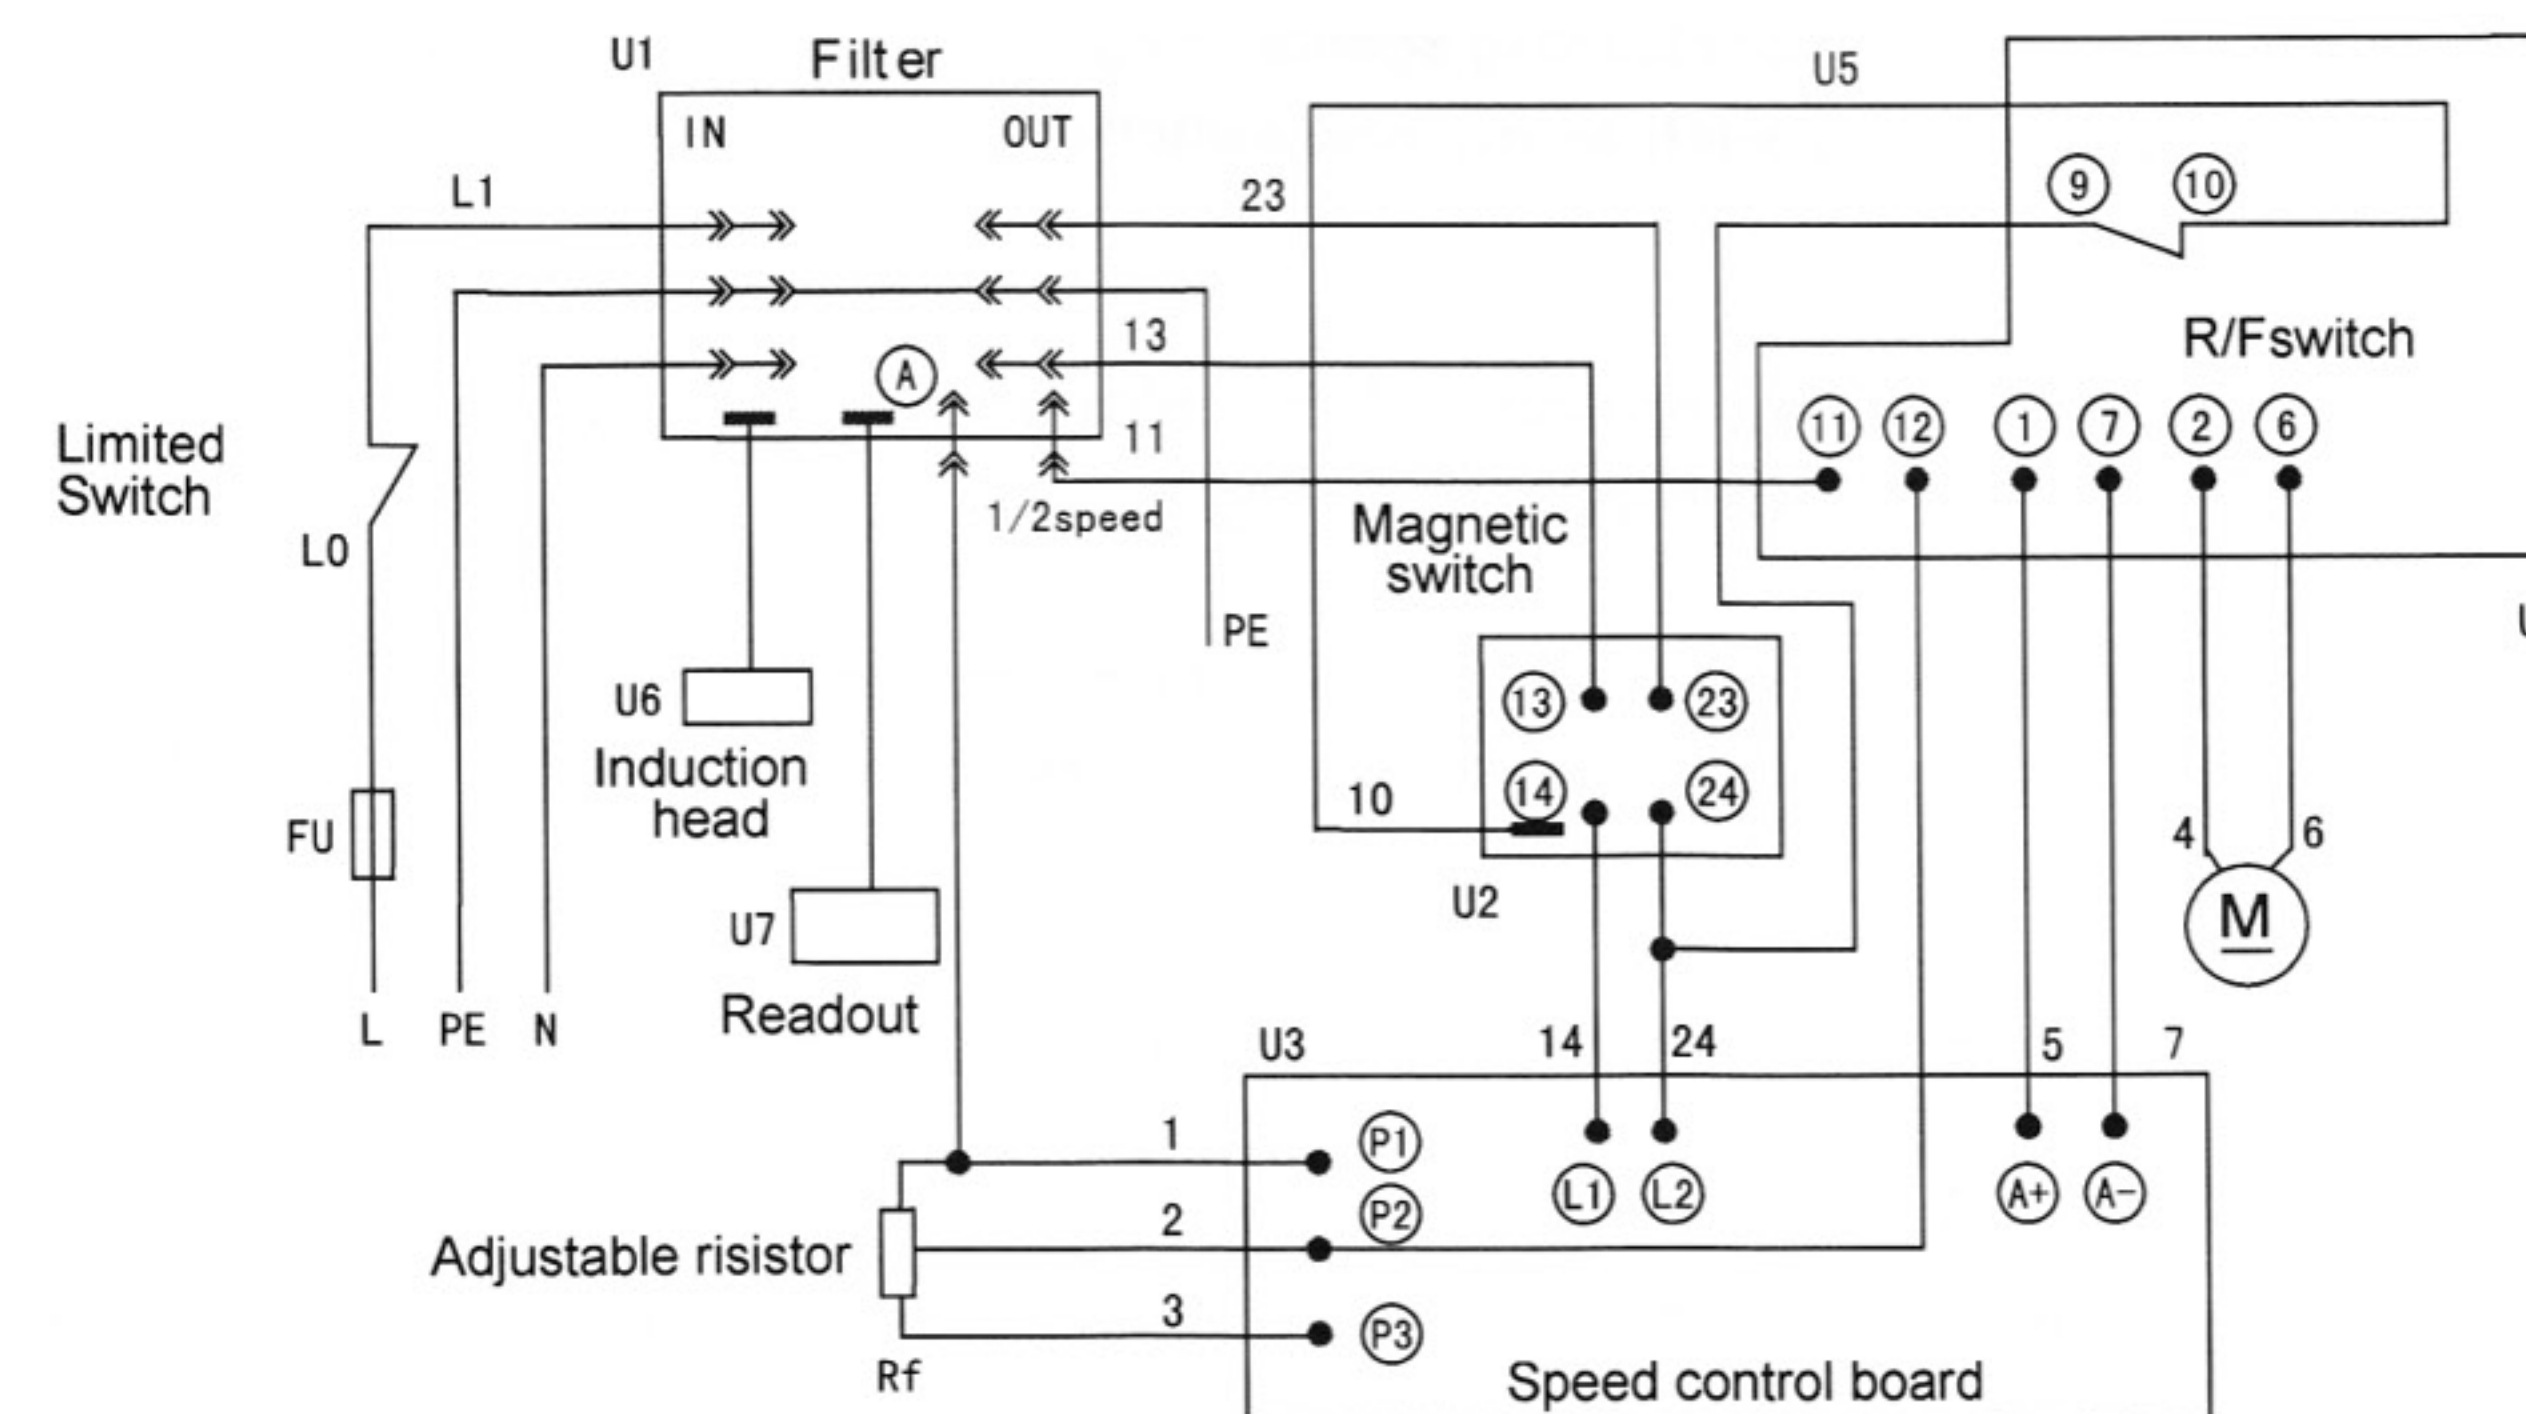 U1
Filter
U5
IN
OUT
L1
23
9
10
13
A
R/Fswitch
11
12
1
7
2
6
Limited
Switch
11
1/2speed
Magnetic
switch
L0
PE
U6
13
23
Induction
head
10
14
24
FU
4
6
U7
U2
M
Readout
L
PE
N
U3
14
24
5
7
1
P1
L1
L2
A+
A-
2
P2
Adjustable risistor
3
P3
Rf
Speed control board